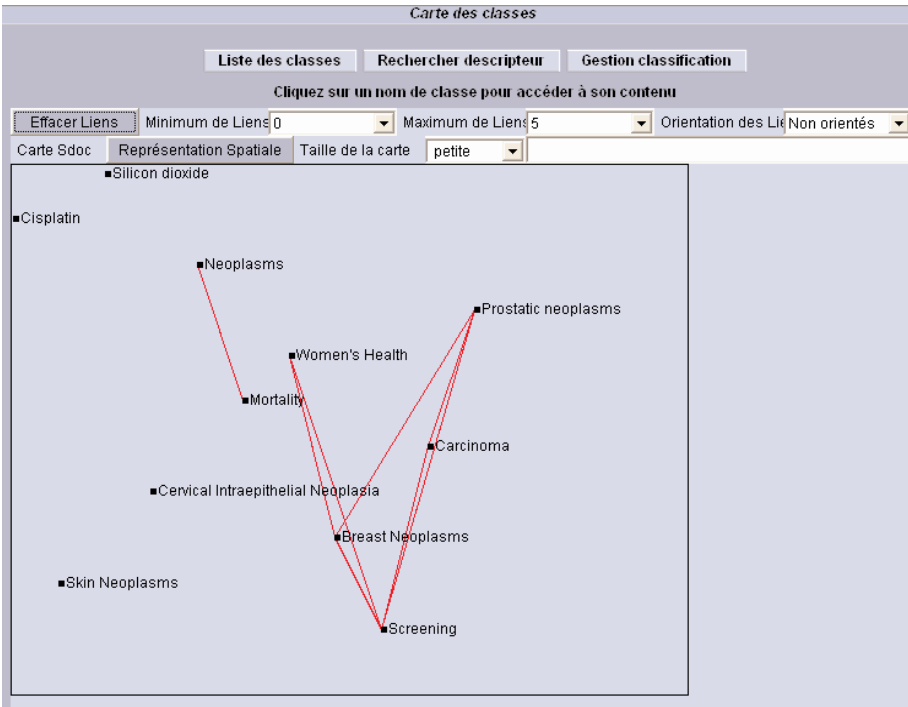 Carte des classes
Liste des classes Rechercher descripteur Gestion classification
Cliquez sur un nom de classe pour accéder à son contenu
Effacer Liens Minimum de Liens 0 Maximum de Liens 5 Orientation des Lie Non orientés
Carte Sdoc Représentation Spatiale Taille de la carte petite
Silicon dioxide
Cisplatin
Neoplasms
Prostatic neoplasms
Women's Health
Mortality
Carcinoma
Cervical Intraepithelial Neoplasia
Breast Neoplasms
Skin Neoplasms
Screening